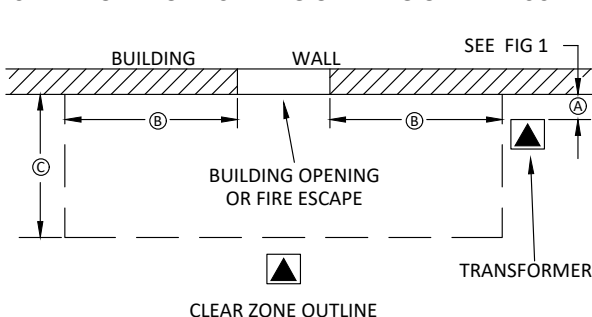 SEE FIG 1
BUILDING WALL
A
B
B
C
BUILDING OPENING
OR FIRE ESCAPE
TRANSFORMER
CLEAR ZONE OUTLINE